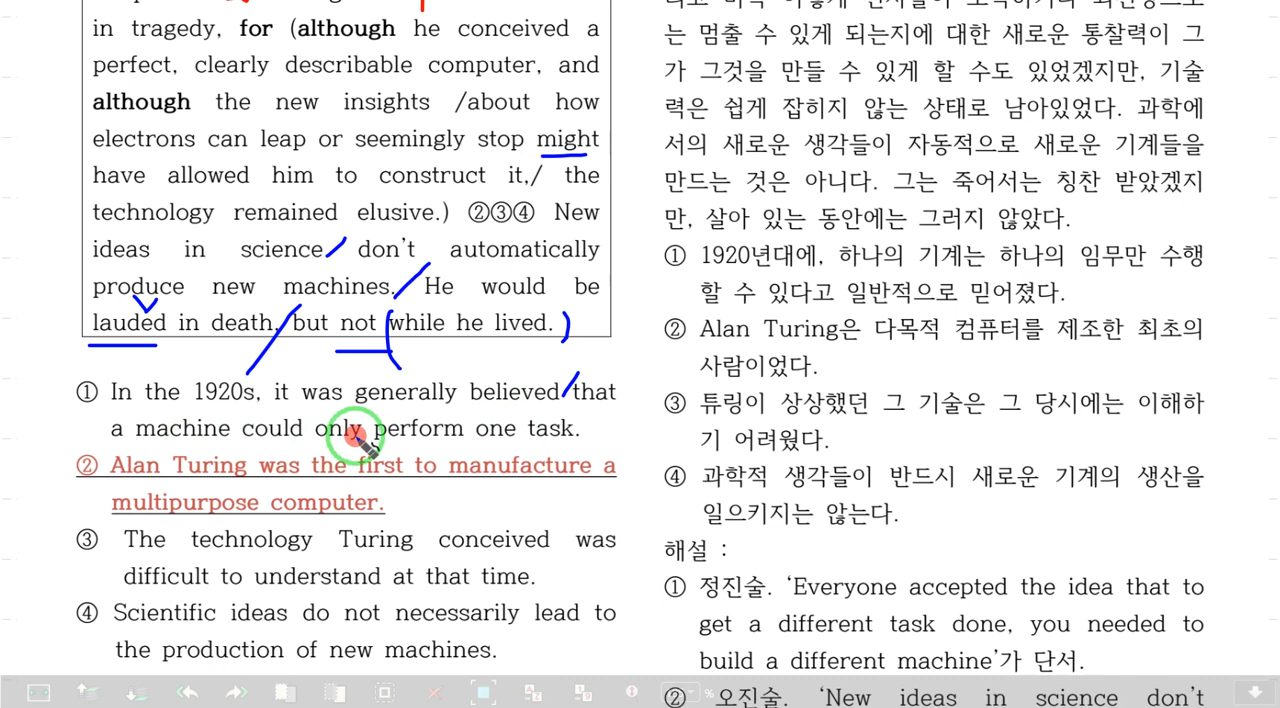 in tragedy, for (although he conceived a
perfect, clearly describable computer, and
although the new insights /about how
electrons can leap or seemingly stop might
have allowed him to construct it,/ the
technology remained elusive.) ②③④ New
ideas in science don't automatically
produce new machines. He would be
lauded in death, but not while he lived.
① In the 1920s, it was generally believed that
a machine could only perform one task.
② Alan Turing was the first to manufacture a
multipurpose computer.
③ The technology Turing conceived was
difficult to understand at that time.
④ Scientific ideas do not necessarily lead to
the production of new machines.
는 멈출 수 있게 되는지에 대한 새로운 통찰력이 그
가 그것을 만들 수 있게 할 수도 있었겠지만, 기술
력은 쉽게 잡히지 않는 상태로 남아있었다. 과학에
서의 새로운 생각들이 자동적으로 새로운 기계들을
만드는 것은 아니다. 그는 죽어서는 칭찬 받았겠지
만, 살아 있는 동안에는 그러지 않았다.
① 1920년대에, 하나의 기계는 하나의 임무만 수행
할 수 있다고 일반적으로 믿어졌다.
② Alan Turing은 다목적 컴퓨터를 제조한 최초의
사람이었다.
③ 튜링이 상상했던 그 기술은 그 당시에는 이해하
기 어려웠다.
④ 과학적 생각들이 반드시 새로운 기계의 생산을
일으키지는 않는다.
해설 :
① 정진술. ‘Everyone accepted the idea that to
get a different task done, you needed to
build a different machine’가 단서.
② 오진술. ‘New ideas in science don't